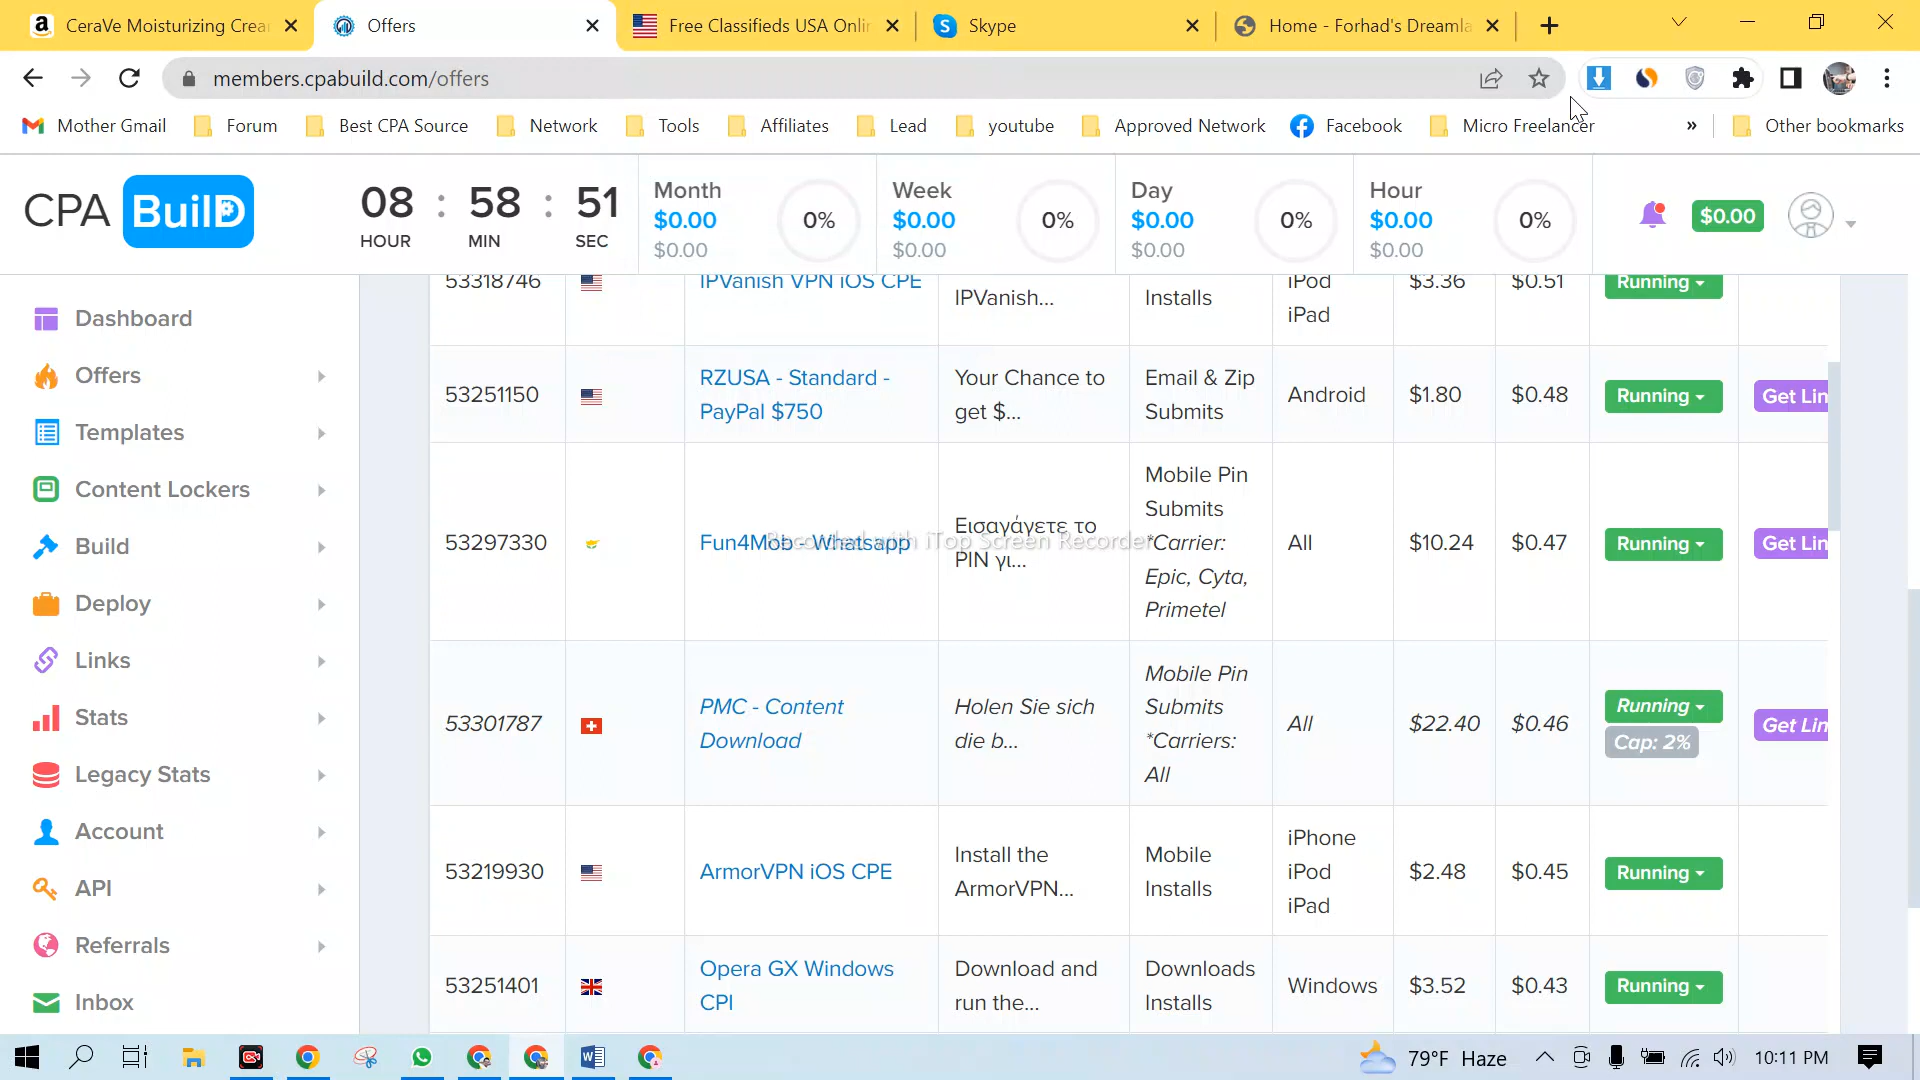 CeraVe Moisturizing Crea
Offers
Free Classifieds USA Onli
Skype
Home - Forhad's Dreamla
members.cpabuild.com/offers
Mother Gmail
Forum
Best CPA Source
Network
Tools
Affiliates
Lead
youtube
Approved Network
Facebook
Micro Freelancer
»
Other bookmarks
CPA BuilD
08 : 58 : 51
HOUR MIN SEC
Month
$0.00
$0.00
0%
Week
$0.00
$0.00
0%
Day
$0.00
$0.00
0%
Hour
$0.00
$0.00
0%
$0.00
Dashboard
Offers
Templates
Content Lockers
Build
Deploy
Links
Stats
Legacy Stats
Account
API
Referrals
Inbox
53318746
IPVanish VPN iOS CPE
IPVanish...
Installs
iPod
iPad
$3.36
$0.51
Running
53251150
RZUSA - Standard -
PayPal $750
Your Chance to
get $...
Email & Zip
Submits
Android
$1.80
$0.48
Running
Get Lin
53297330
Fun4Mob - Whatsapp
Εισαγάγετε το
PIN γι...
Mobile Pin
Submits
*Carrier:
Epic, Cyta,
Primetel
All
$10.24
$0.47
Running
Get Lin
Recorded with iTop Screen Recorder
53301787
PMC - Content
Download
Holen Sie sich
die b...
Mobile Pin
Submits
*Carriers:
All
All
$22.40
$0.46
Running
Cap: 2%
Get Lin
53219930
ArmorVPN iOS CPE
Install the
ArmorVPN...
Mobile
Installs
iPhone
iPod
iPad
$2.48
$0.45
Running
53251401
Opera GX Windows
CPI
Download and
run the...
Downloads
Installs
Windows
$3.52
$0.43
Running
79°F Haze
10:11 PM